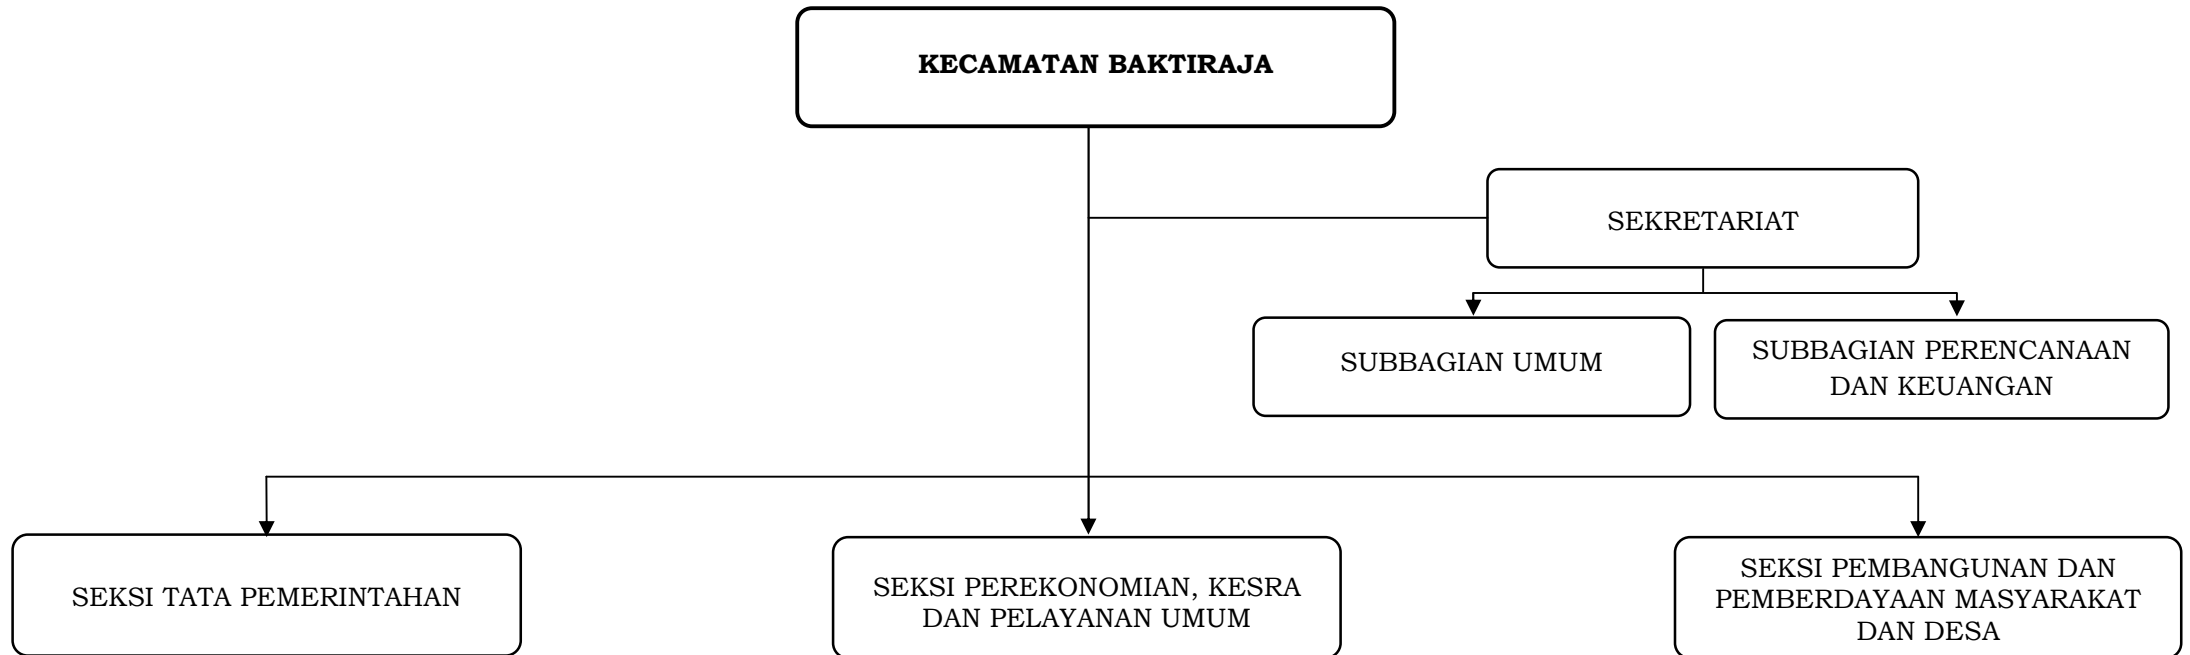 KECAMATAN BAKTIRAJA
SEKRETARIAT
SUBBAGIAN UMUM
SUBBAGIAN PERENCANAAN
DAN KEUANGAN
SEKSI TATA PEMERINTAHAN
SEKSI PEREKONOMIAN, KESRA
DAN PELAYANAN UMUM
SEKSI PEMBANGUNAN DAN
PEMBERDAYAAN MASYARAKAT
DAN DESA